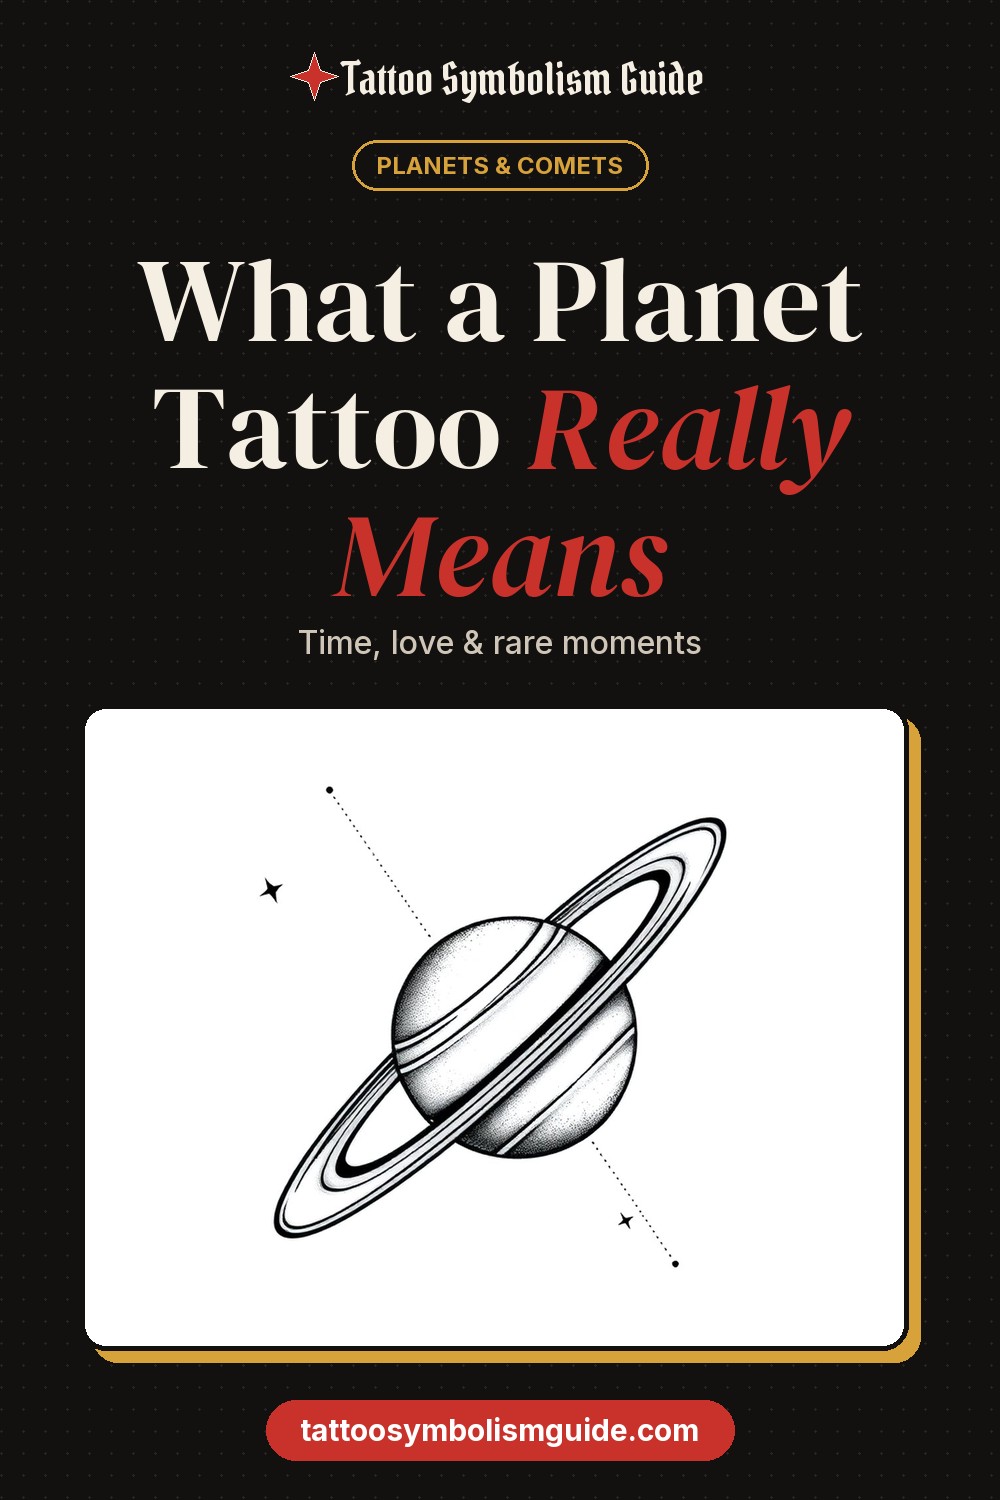 Tattoo Symbolism Guide
PLANETS & COMETS
What a Planet
Tattoo Really
Means
Time, love & rare moments
tattoosymbolismguide.com